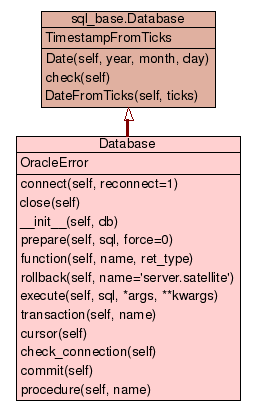 sql_base.Database
TimestampFromTicks
Date(self, year, month, day)
check(self)
DateFromTicks(self, ticks)
Database
OracleError
connect(self, reconnect=1)
close(self)
__init__(self, db)
prepare(self, sql, force=0)
function(self, name, ret_type)
rollback(self, name='server.satellite')
execute(self, sql, *args, **kwargs)
transaction(self, name)
cursor(self)
check_connection(self)
commit(self)
procedure(self, name)